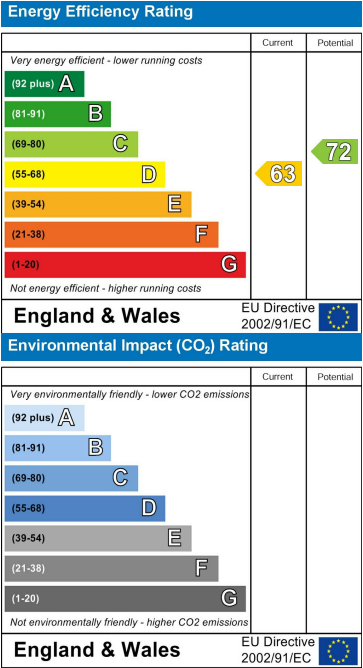 Energy Efficiency Rating
Current Potential
Very energy efficient - lower running costs
(92 plus) A
(81-91) B
(69-80) C
72
(55-68) D
63
(39-54) E
(21-38) F
(1-20) G
Not energy efficient - higher running costs
England & Wales
EU Directive
2002/91/EC
Environmental Impact (CO₂) Rating
Current Potential
Very environmentally friendly - lower CO2 emissions
(92 plus) A
(81-91) B
(69-80) C
(55-68) D
(39-54) E
(21-38) F
(1-20) G
Not environmentally friendly - higher CO2 emissions
England & Wales
EU Directive
2002/91/EC